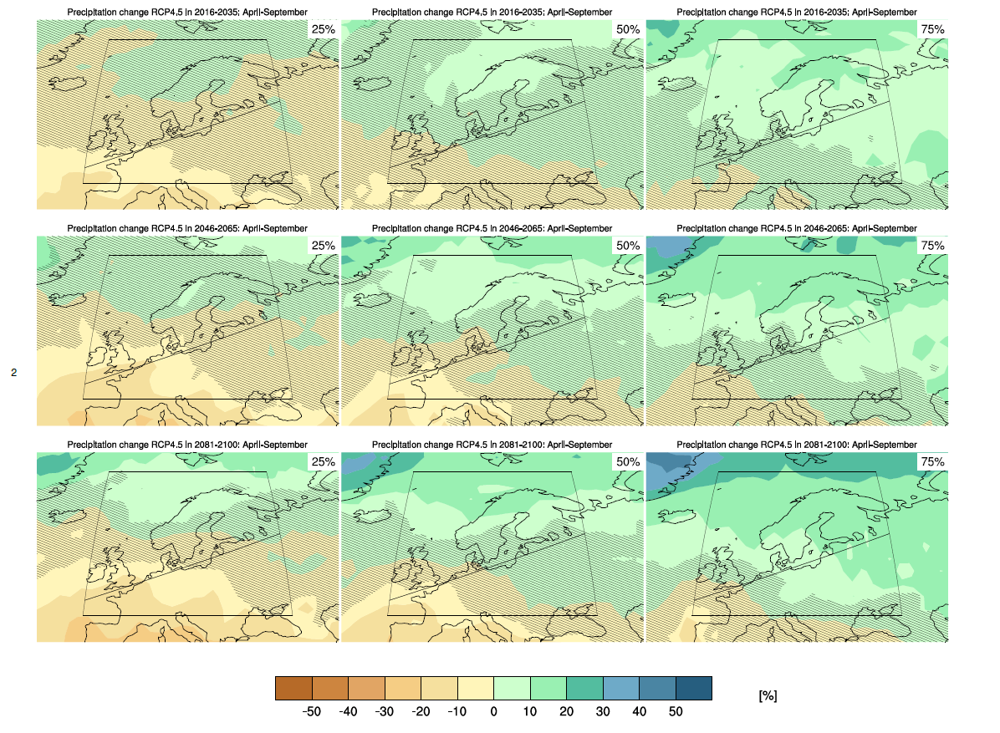 Precipitation change RCP4.5 in 2016-2035: April-September
Precipitation change RCP4.5 in 2016-2035: April-September
Precipitation change RCP4.5 in 2016-2035: April-September
25%
50%
75%
Precipitation change RCP4.5 in 2046-2065: April-September
Precipitation change RCP4.5 in 2046-2065: April-September
Precipitation change RCP4.5 in 2046-2065: April-September
25%
50%
75%
2
Precipitation change RCP4.5 in 2081-2100: April-September
Precipitation change RCP4.5 in 2081-2100: April-September
Precipitation change RCP4.5 in 2081-2100: April-September
25%
50%
75%
[%]
-50 -40 -30 -20 -10 0 10 20 30 40 50